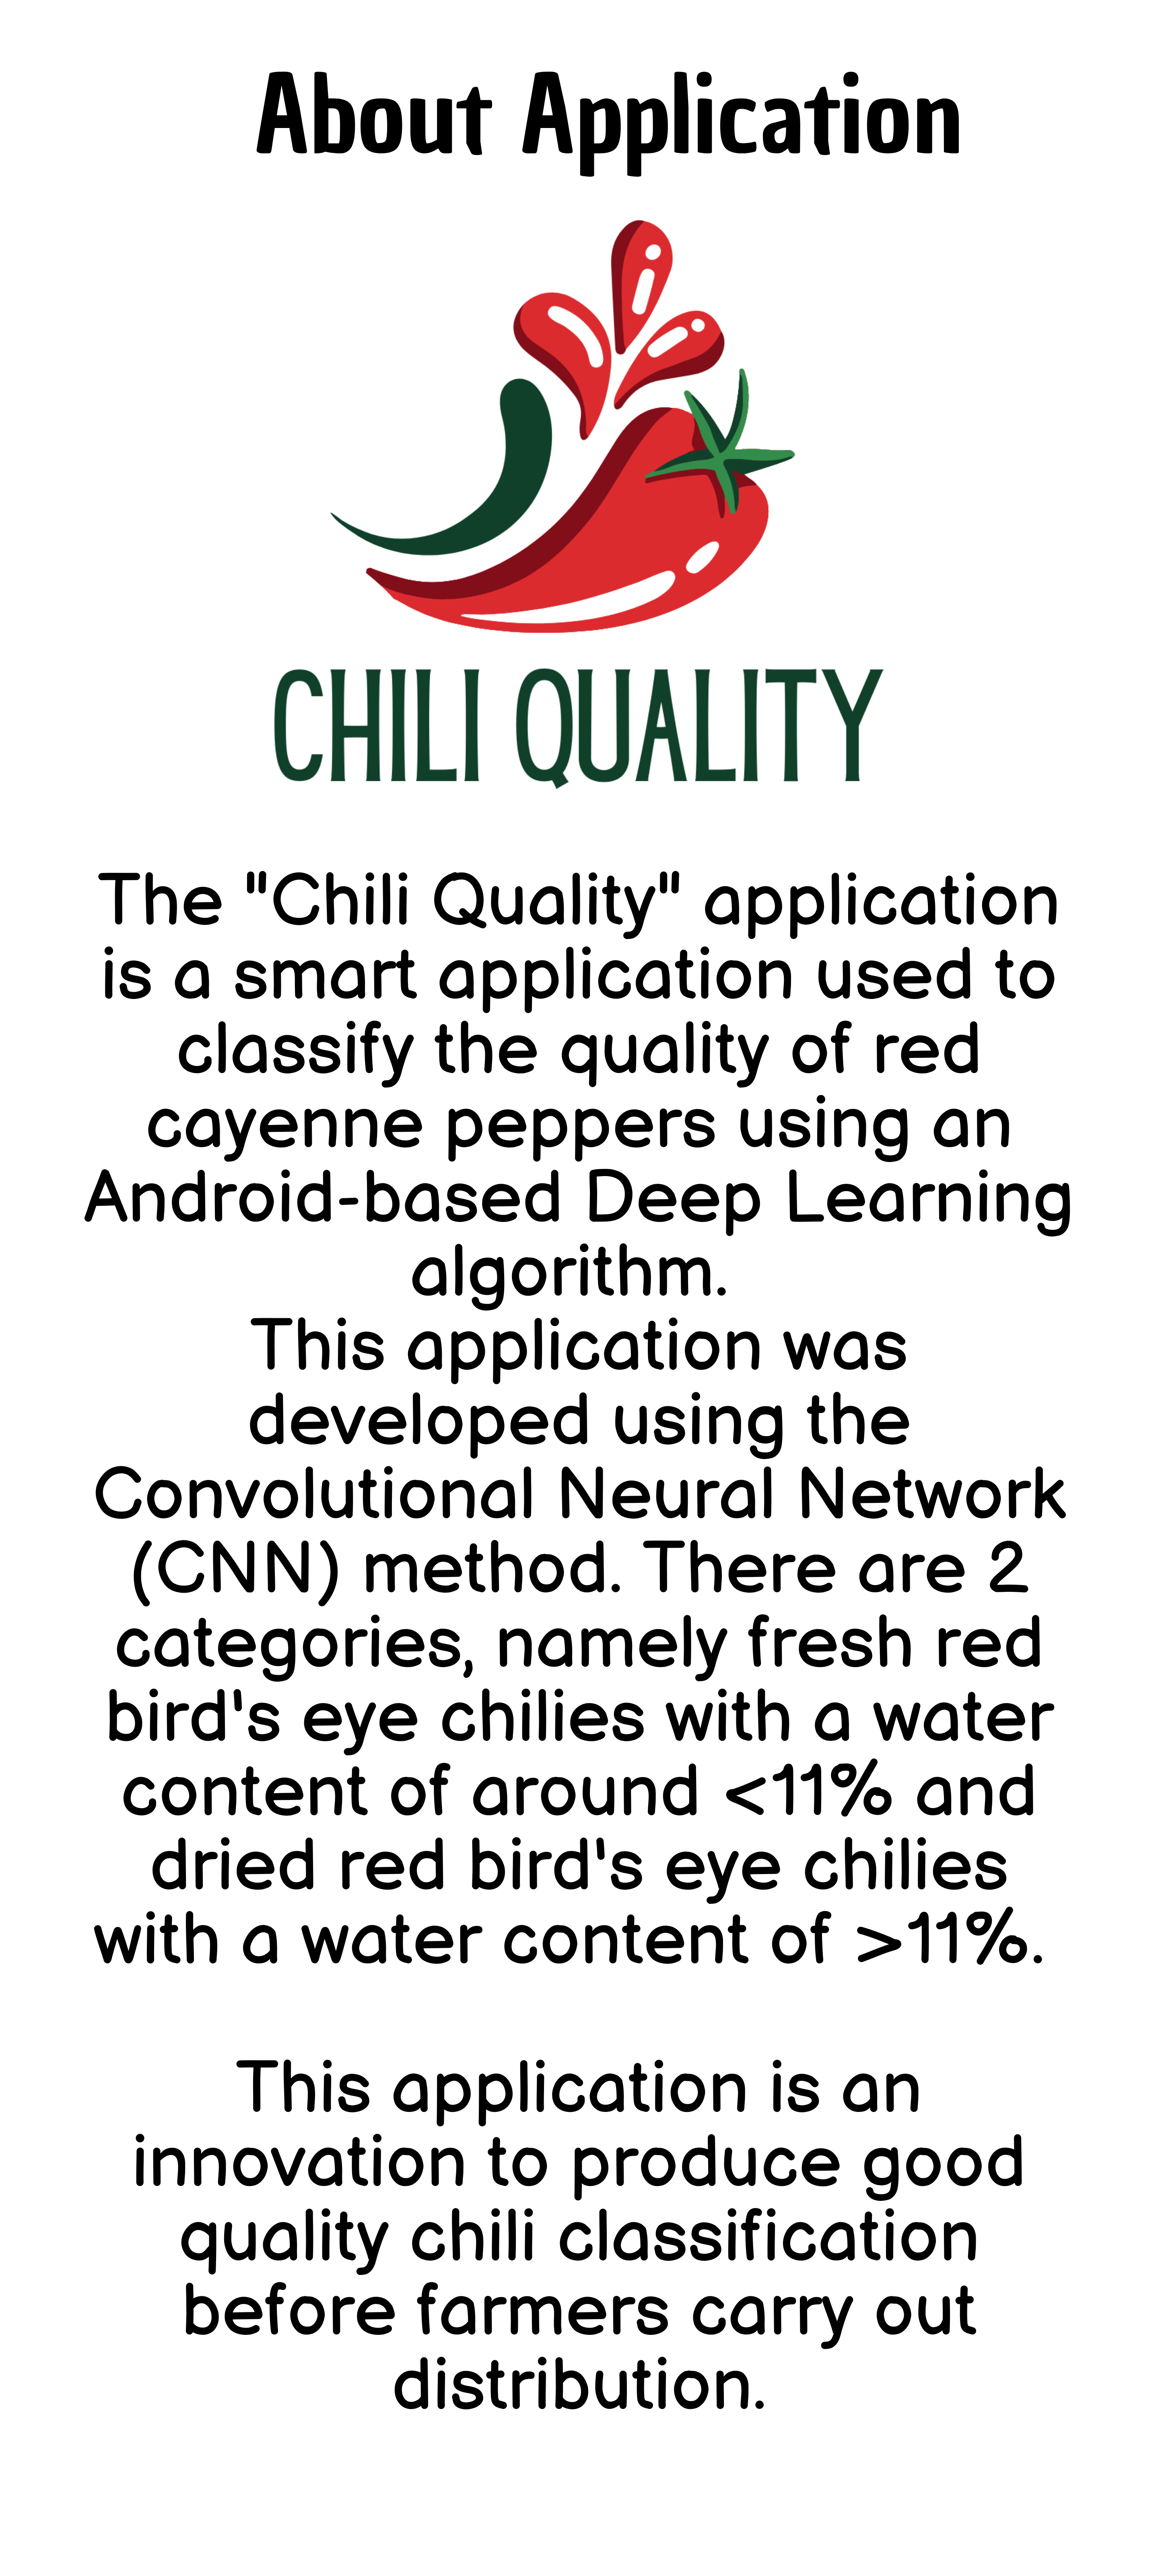 About Application
CHILI QUALITY
The "Chili Quality" application
is a smart application used to
classify the quality of red
cayenne peppers using an
Android-based Deep Learning
algorithm.
This application was
developed using the
Convolutional Neural Network
(CNN) method. There are 2
categories, namely fresh red
bird's eye chilies with a water
content of around <11% and
dried red bird's eye chilies
with a water content of >11%.
This application is an
innovation to produce good
quality chili classification
before farmers carry out
distribution.